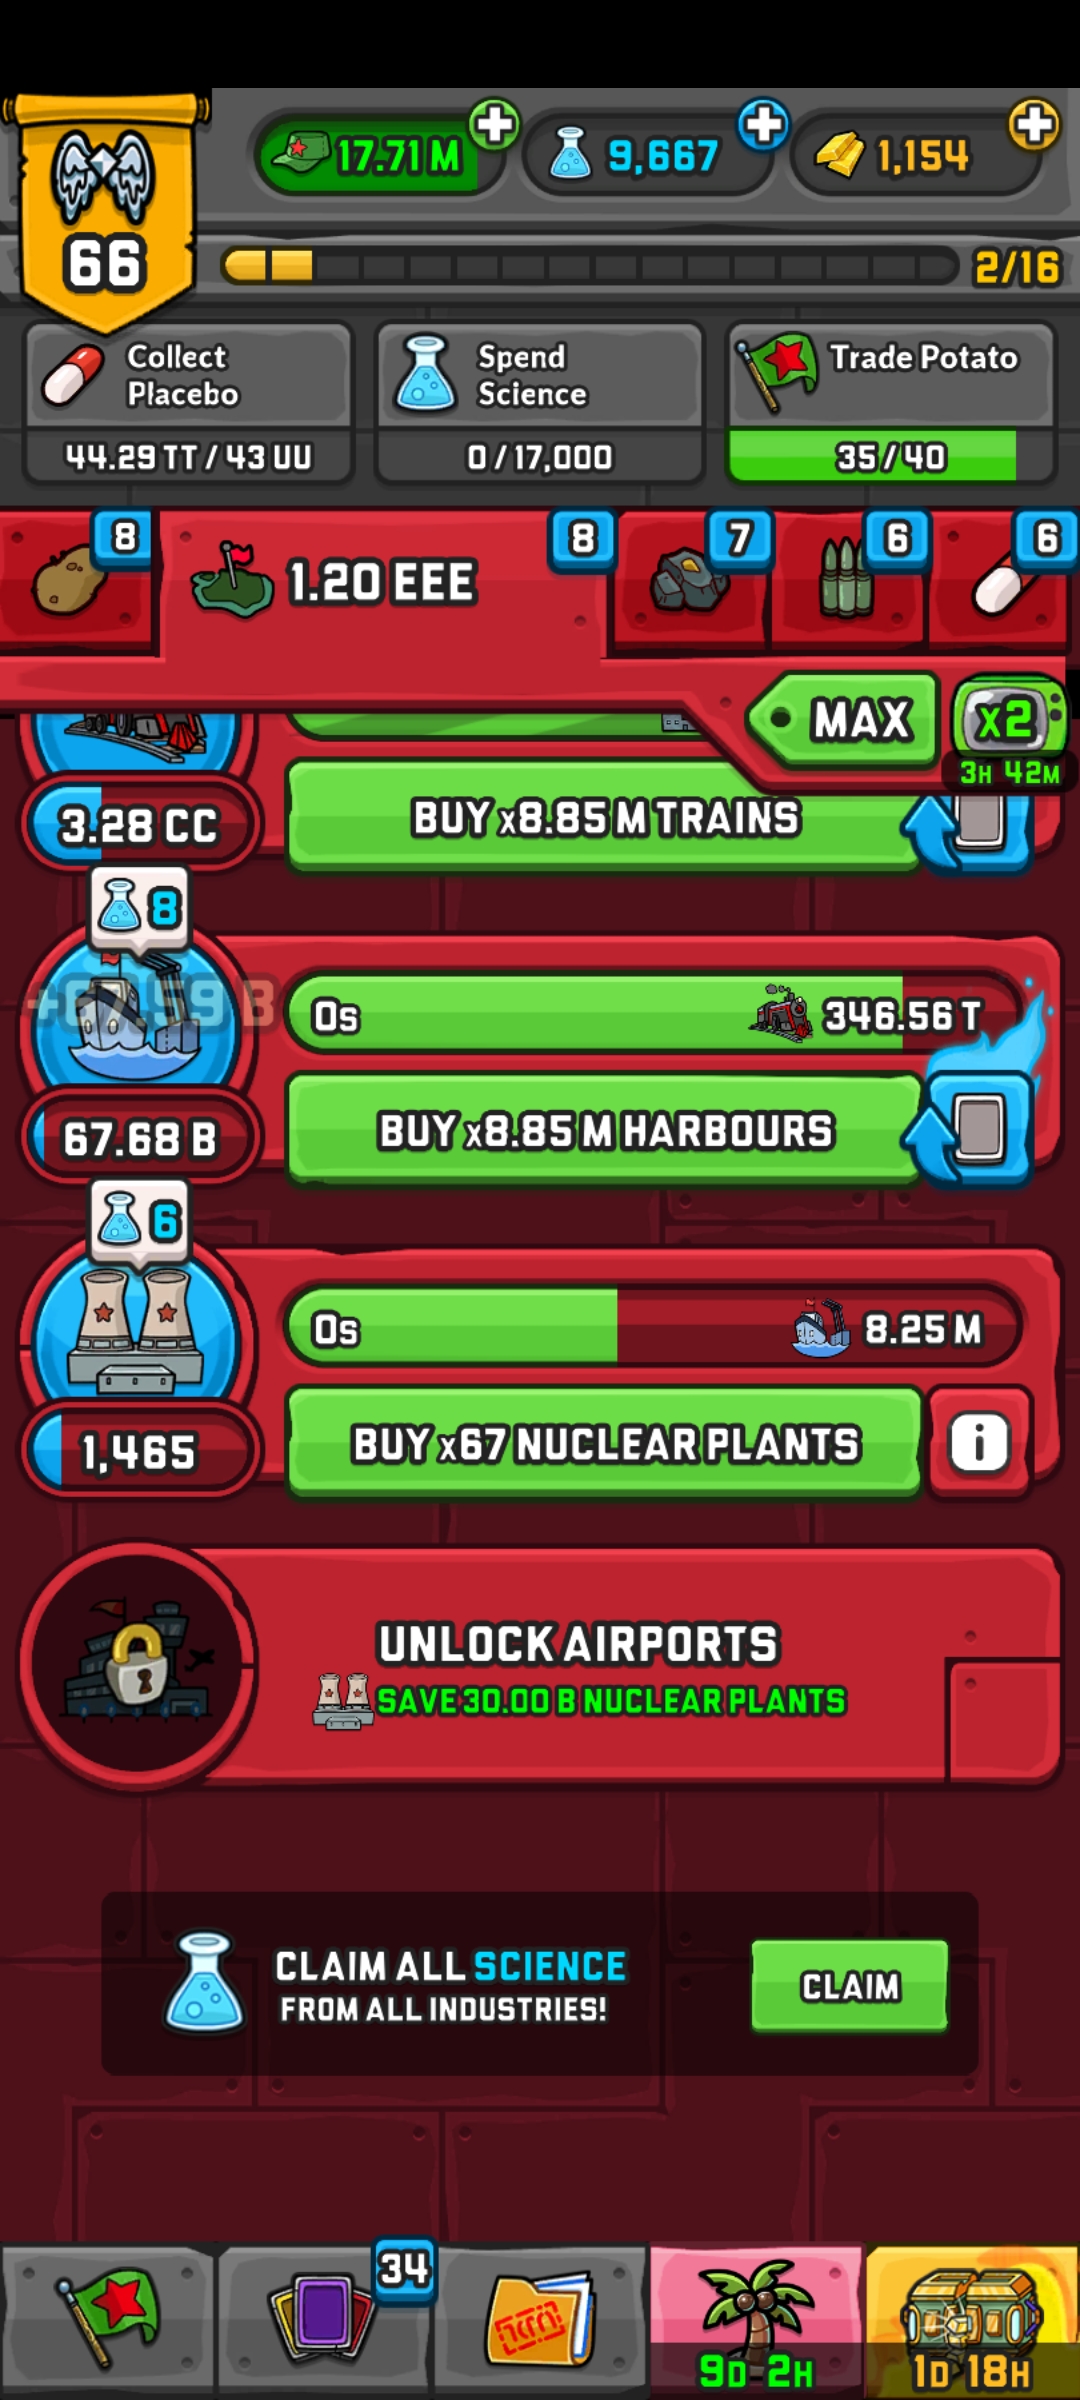 17.71 M
9,667
1,154
66
2/16
Collect
Placebo
Spend
Science
Trade Potato
44.29 TT / 43 UU
0 / 17,000
35 / 40
8
1.20 EEE
8
7
6
6
MAX
x2
3H 42M
3.28 CC
BUY x8.85 M TRAINS
8
+67.59 B
0s
346.56 T
67.68 B
BUY x8.85 M HARBOURS
6
0s
8.25 M
1,465
BUY x67 NUCLEAR PLANTS
i
UNLOCK AIRPORTS
SAVE 30.00 B NUCLEAR PLANTS
CLAIM ALL SCIENCE
FROM ALL INDUSTRIES!
CLAIM
34
9D 2H
1D 18H